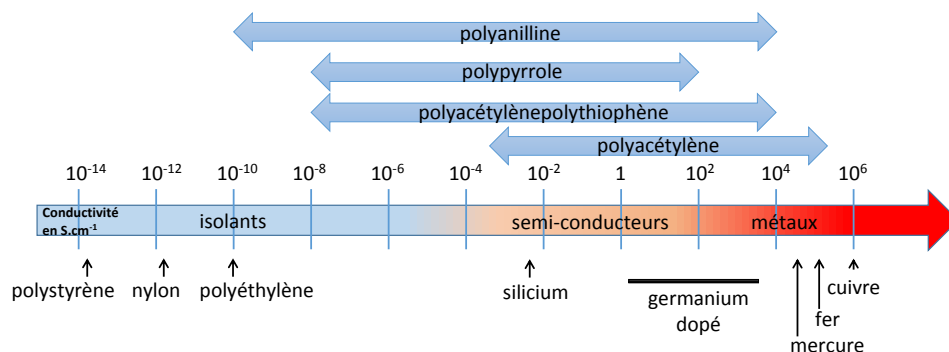 polyanilline
polypyrrole
polyacétylènepolythiophène
polyacétylène
10-14 10-12 10-10 10-8 10-6 10-4 10-2 1 102 104 106
Conductivité
en S.cm-1
isolants semi-conducteurs métaux
polystyrène nylon polyéthylène silicium cuivre
germanium
dopé
fer
mercure